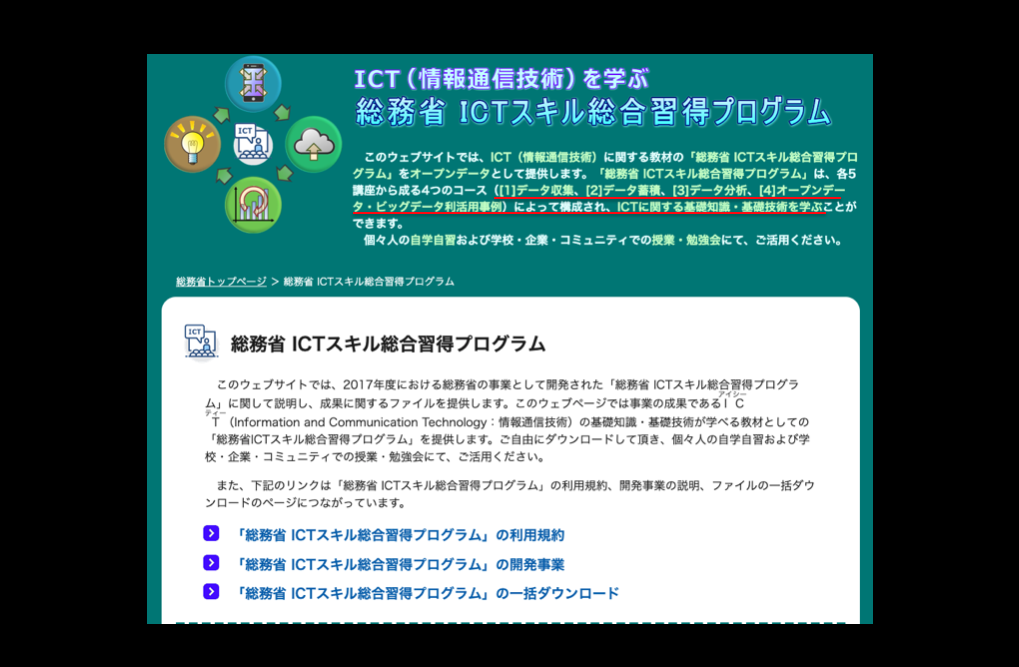 ICT
ICT（情報通信技術）を学ぶ
総務省 ICTスキル総合習得プログラム
このウェブサイトでは、ICT（情報通信技術）に関する教材の「総務省 ICTスキル総合習得プロ
グラム」をオープンデータとして提供します。「総務省 ICTスキル総合習得プログラム」は、各5
講座から成る4つのコース（[1]データ収集、[2]データ蓄積、[3]データ分析、[4]オープンデー
タ・ビッグデータ利活用事例）によって構成され、ICTに関する基礎知識・基礎技術を学ぶことが
できます。
個々人の自学自習および学校・企業・コミュニティでの授業・勉強会にて、ご活用ください。
総務省トップページ ＞ 総務省 ICTスキル総合習得プログラム
ICT
総務省 ICTスキル総合習得プログラム
このウェブサイトでは、2017年度における総務省の事業として開発された「総務省 ICTスキル総合習得プログラ
アイシー
ム」に関して説明し、成果に関するファイルを提供します。このウェブページでは事業の成果であるI C
ティー
T（Information and Communication Technology：情報通信技術）の基礎知識・基礎技術が学べる教材としての
「総務省ICTスキル総合習得プログラム」を提供します。ご自由にダウンロードして頂き、個々人の自学自習および学
校・企業・コミュニティでの授業・勉強会にて、ご活用ください。
また、下記のリンクは「総務省 ICTスキル総合習得プログラム」の利用規約、開発事業の説明、ファイルの一括ダウ
ンロードのページにつながっています。
「総務省 ICTスキル総合習得プログラム」の利用規約
「総務省 ICTスキル総合習得プログラム」の開発事業
「総務省 ICTスキル総合習得プログラム」の一括ダウンロード